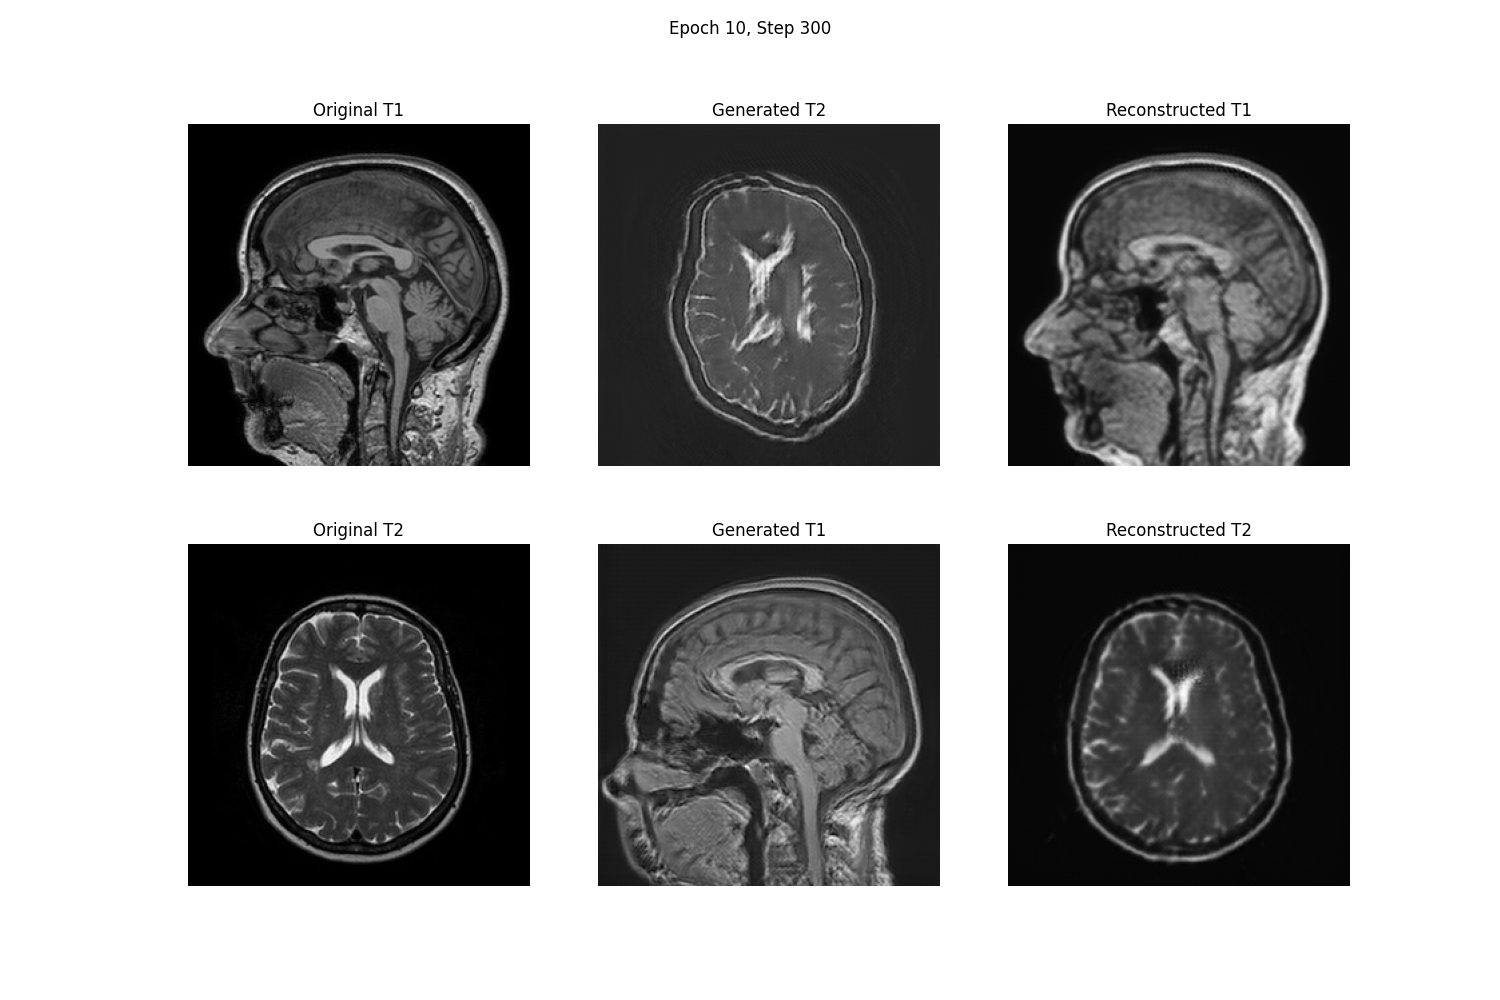 Epoch 10, Step 300
Original T1
Generated T2
Reconstructed T1
Original T2
Generated T1
Reconstructed T2